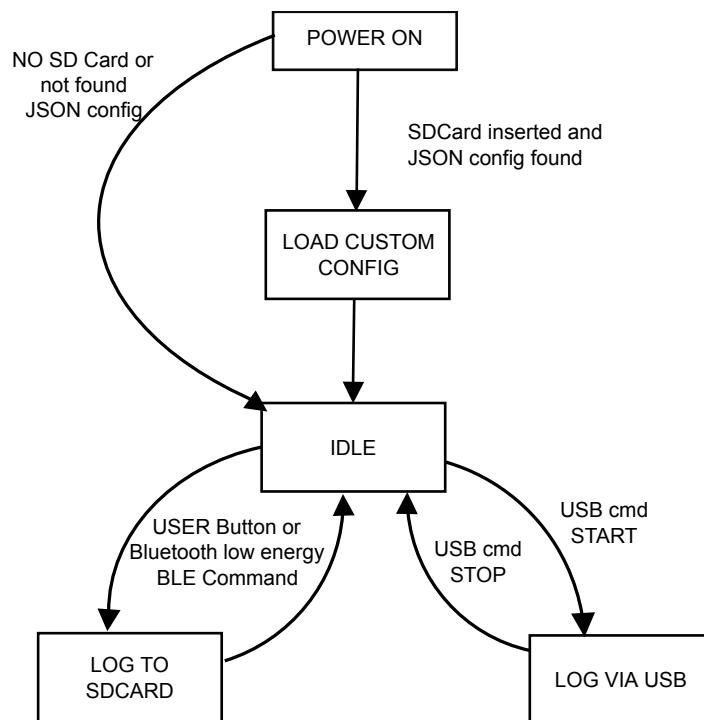 POWER ON
NO SD Card or
not found
JSON config
SDCard inserted and
JSON config found
LOAD CUSTOM
CONFIG
IDLE
USER Button or
Bluetooth low energy
BLE Command
USB cmd
STOP
USB cmd
START
LOG TO
SDCARD
LOG VIA USB